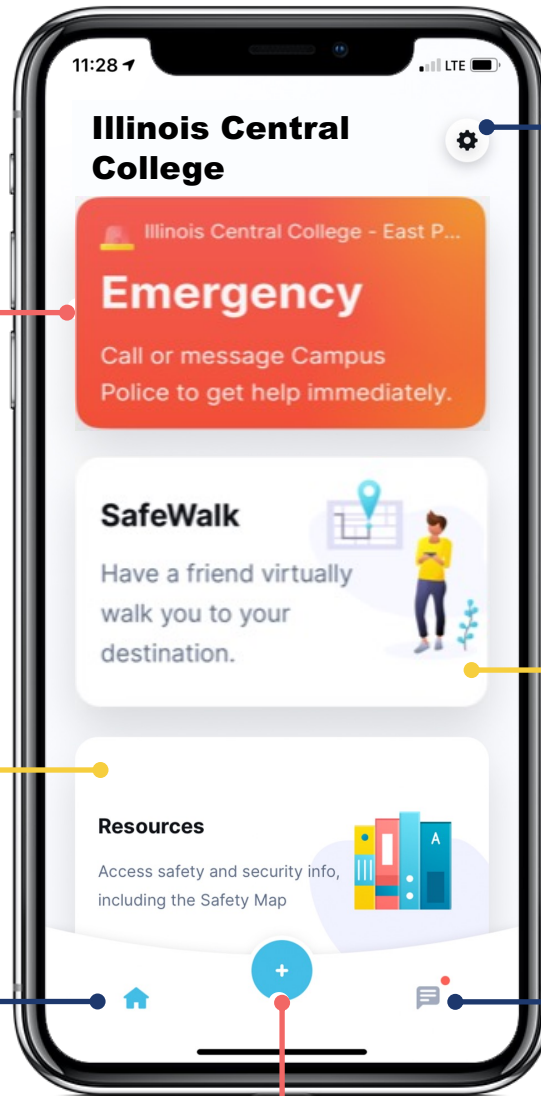 11:28
LTE
Illinois Central
College
Illinois Central College - East P...
Emergency
Call or message Campus
Police to get help immediately.
SafeWalk
Have a friend virtually
walk you to your
destination.
Resources
Access safety and security info,
including the Safety Map
A
+